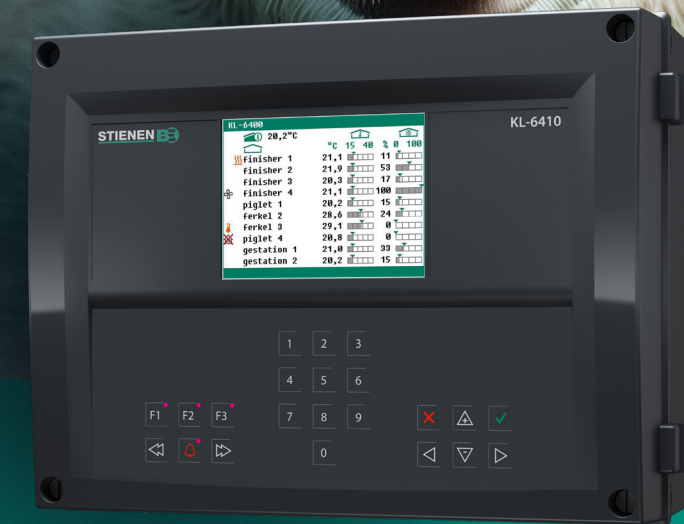 STIENEN BE
KL-6410
KL-6400
20,2°C
°C 15 40 % 0 100
finisher 1 21,1 11
finisher 2 21,9 53
finisher 3 20,3 17
finisher 4 21,1 100
piglet 1 20,2 15
ferkel 2 28,6 24
ferkel 3 29,1 0
piglet 4 20,8 0
gestation 1 21,0 33
gestation 2 20,2 15
1 2 3
4 5 6
F1 F2 F3 7 8 9
0